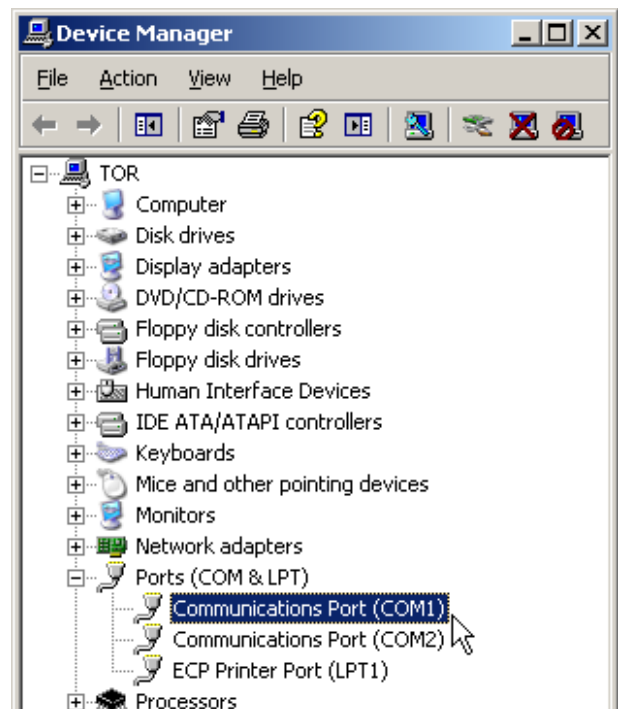 Device Manager
File Action View Help
TOR
Computer
Disk drives
Display adapters
DVD/CD-ROM drives
Floppy disk controllers
Floppy disk drives
Human Interface Devices
IDE ATA/ATAPI controllers
Keyboards
Mice and other pointing devices
Monitors
Network adapters
Ports (COM & LPT)
Communications Port (COM1)
Communications Port (COM2)
ECP Printer Port (LPT1)
Processors